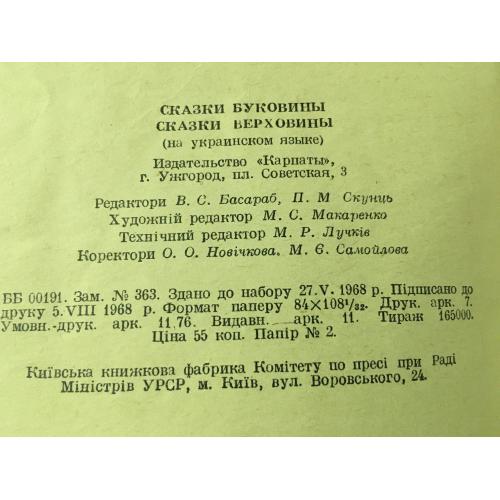 СКАЗКИ БУКОВИНЫ
СКАЗКИ ВЕРХОВИНЫ
(на украинском языке)
Издательство «Карпаты»,
г. Ужгород, пл. Советская, 3
Редактори В. С. Басараб, П. М Скунць
Художній редактор М. С. Макаренко
Технічний редактор М. Р. Лучків
Коректори О. О. Новічкова. М. Є. Самойлова
ББ 00191. Зам. № 363. Здано до набору 27.V. 1968 р. Підписано до
друку 5.VIII 1968 р. Формат паперу 84×108¹/₃₂. Друк. арк. 7.
Умовн.-друк. арк. 11,76. Видавн. арк. 11. Тираж 165000.
Ціна 55 коп. Папір № 2.
Київська книжкова фабрика Комітету по пресі при Раді
Міністрів УРСР, м. Київ, вул. Воровського, 24.